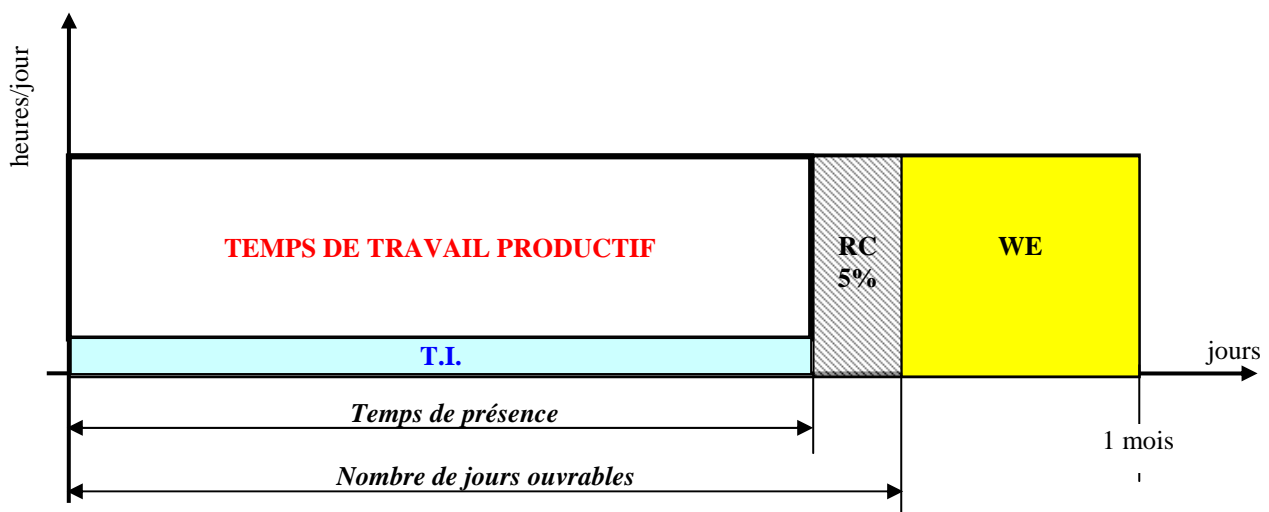 heures/jour
TEMPS DE TRAVAIL PRODUCTIF
RC
5%
WE
T.I.
jours
Temps de présence
1 mois
Nombre de jours ouvrables